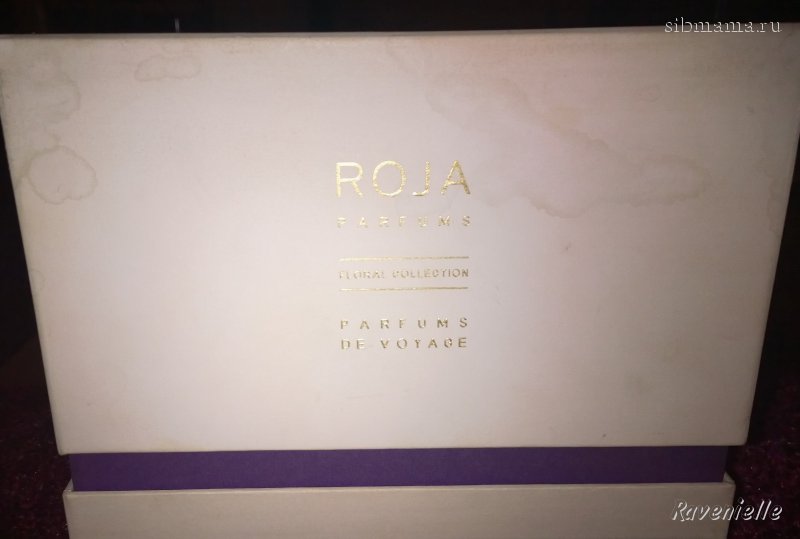 sibmama.ru
ROJA
PARFUMS
FLORAL COLLECTION
PARFUMS
DE VOYAGE
Ravenielle